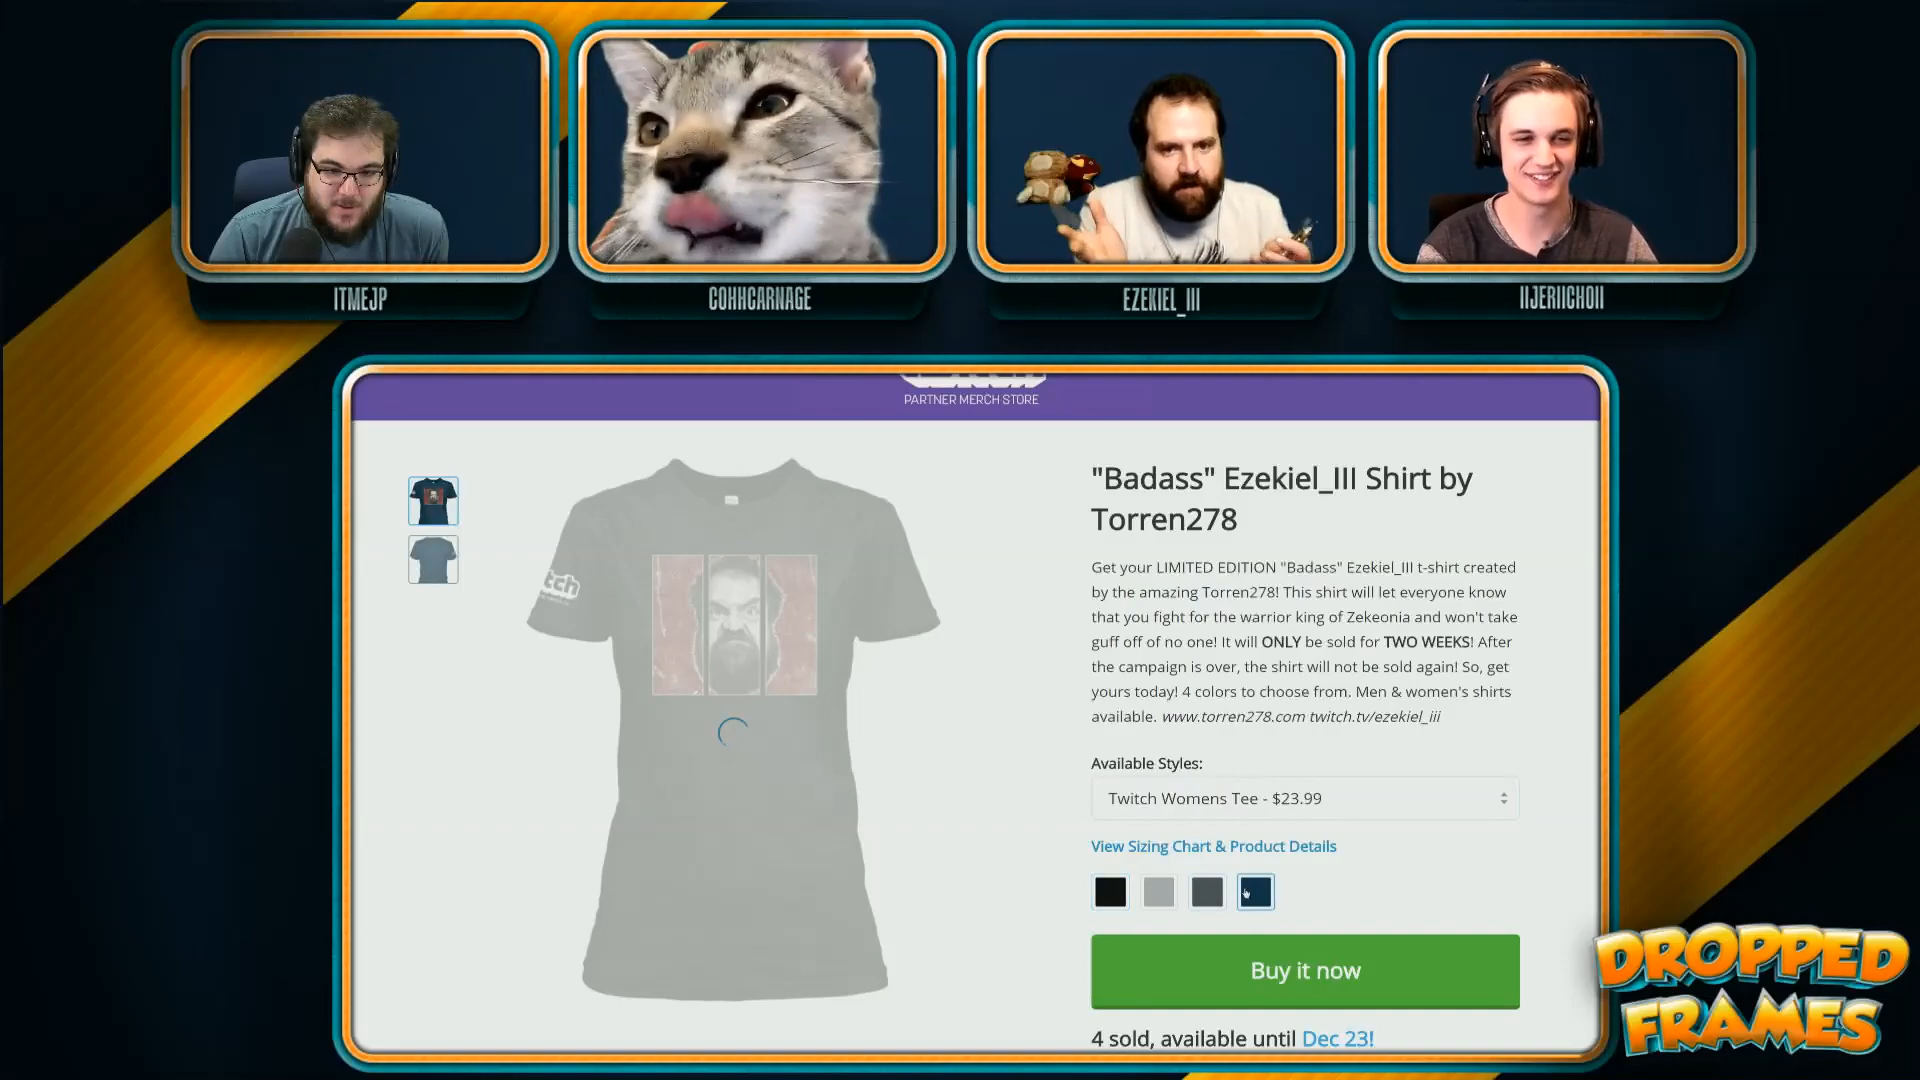 ITMEJP
COHHCARNAGE
EZEKIEL_III
IIJERIICHOII
PARTNER MERCH STORE
"Badass" Ezekiel_III Shirt by
Torren278
Get your LIMITED EDITION "Badass" Ezekiel_III t-shirt created
by the amazing Torren278! This shirt will let everyone know
that you fight for the warrior king of Zekeonia and won't take
guff off of no one! It will ONLY be sold for TWO WEEKS! After
the campaign is over, the shirt will not be sold again! So, get
yours today! 4 colors to choose from. Men & women's shirts
available. www.torren278.com twitch.tv/ezekiel_iii
Available Styles:
Twitch Womens Tee - $23.99
View Sizing Chart & Product Details
Buy it now
4 sold, available until Dec 23!
DROPPED
FRAMES